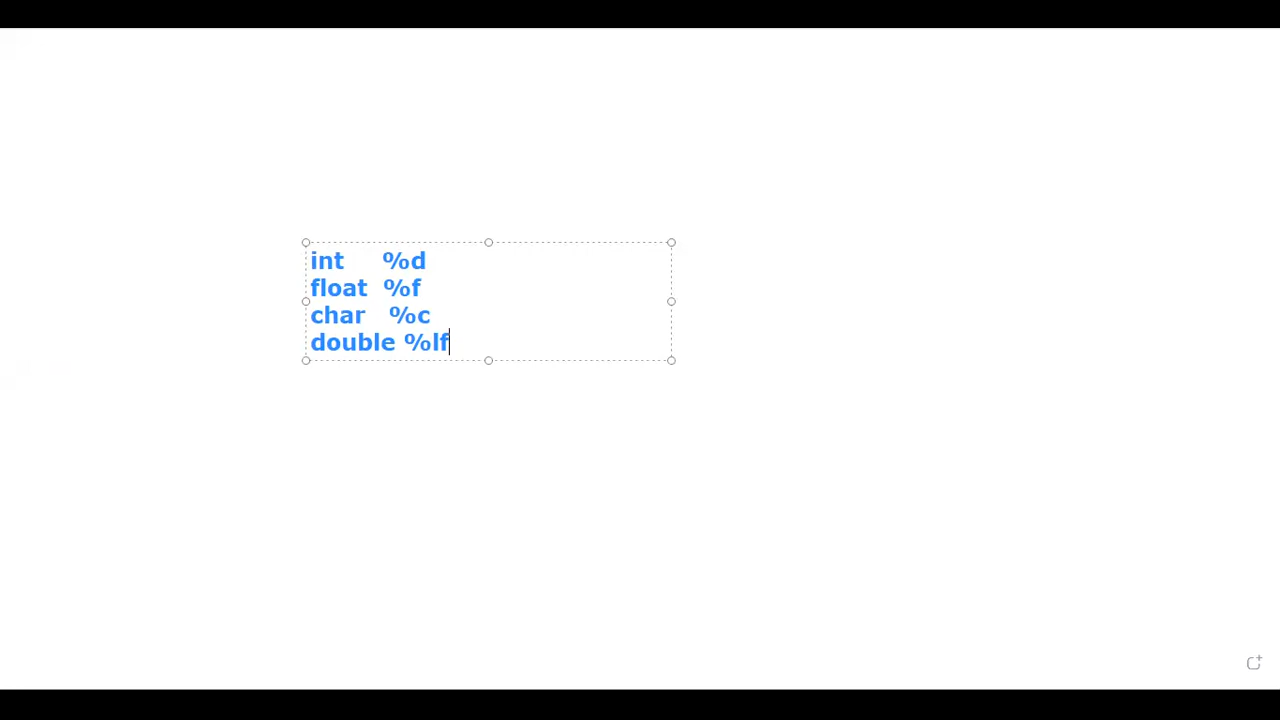 int %d
float %f
char %c
double %lf